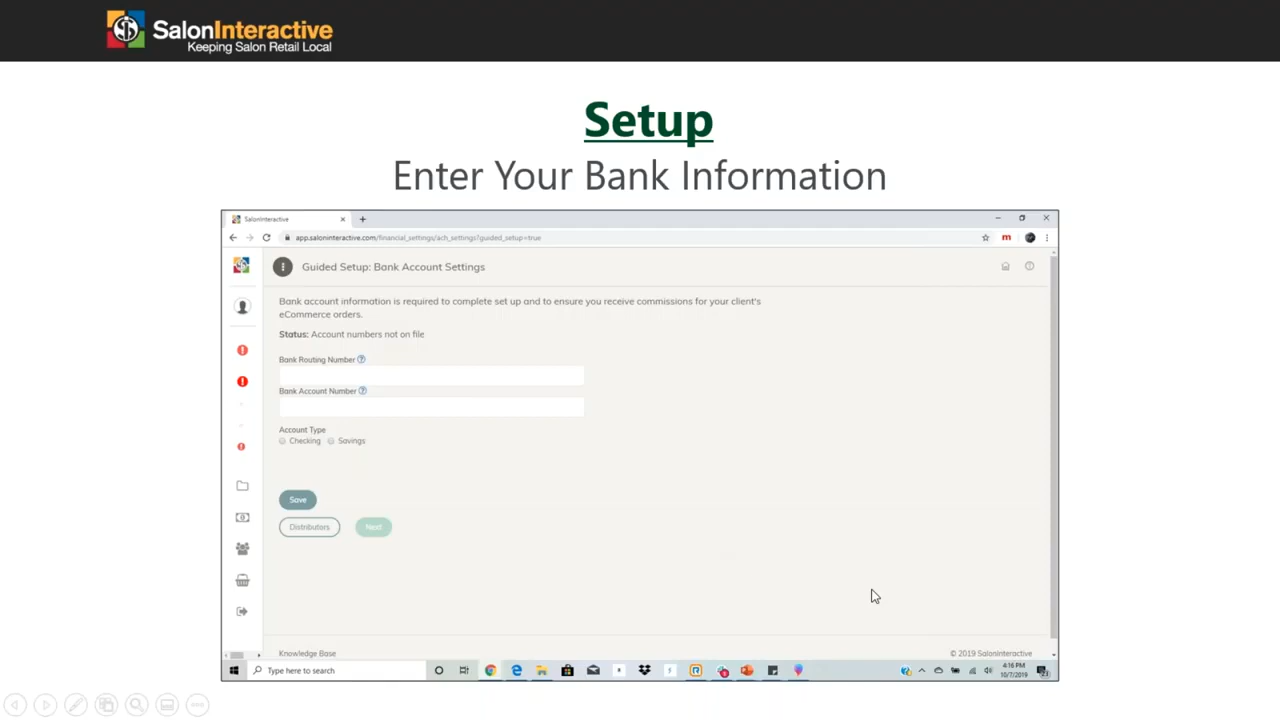 SalonInteractive
Keeping Salon Retail Local
Setup
Enter Your Bank Information
SalonInteractive
app.saloninteractive.com/financial_settings/ach_settings?guided_setup=true
Guided Setup: Bank Account Settings
Bank account information is required to complete set up and to ensure you receive commissions for your client's
eCommerce orders.
Status: Account numbers not on file
Bank Routing Number
Bank Account Number
Account Type
Checking Savings
Save
Distributors Next
Knowledge Base © 2019 SalonInteractive
Type here to search
4:16 PM
10/7/2019